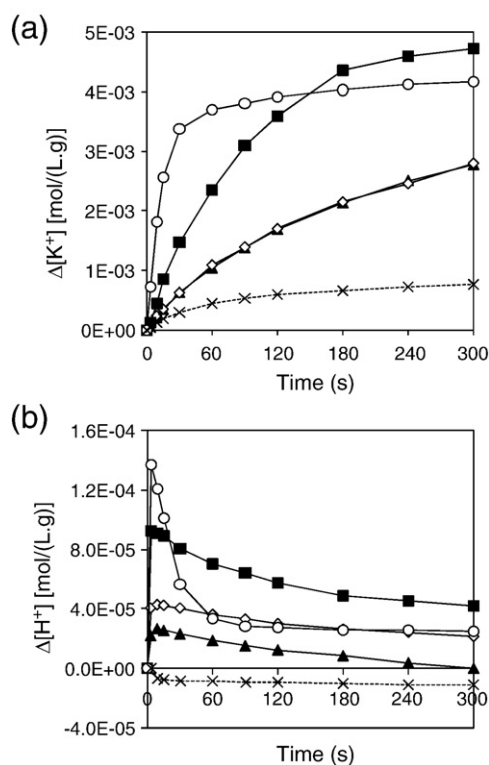 (a)
Δ[K⁺] [mol/(L.g)]
5E-03
4E-03
3E-03
2E-03
1E-03
0E+00
0 60 120 180 240 300
Time (s)
(b)
Δ[H⁺] [mol/(L.g)]
1.6E-04
1.2E-04
8.0E-05
4.0E-05
0.0E+00
-4.0E-05
0 60 120 180 240 300
Time (s)